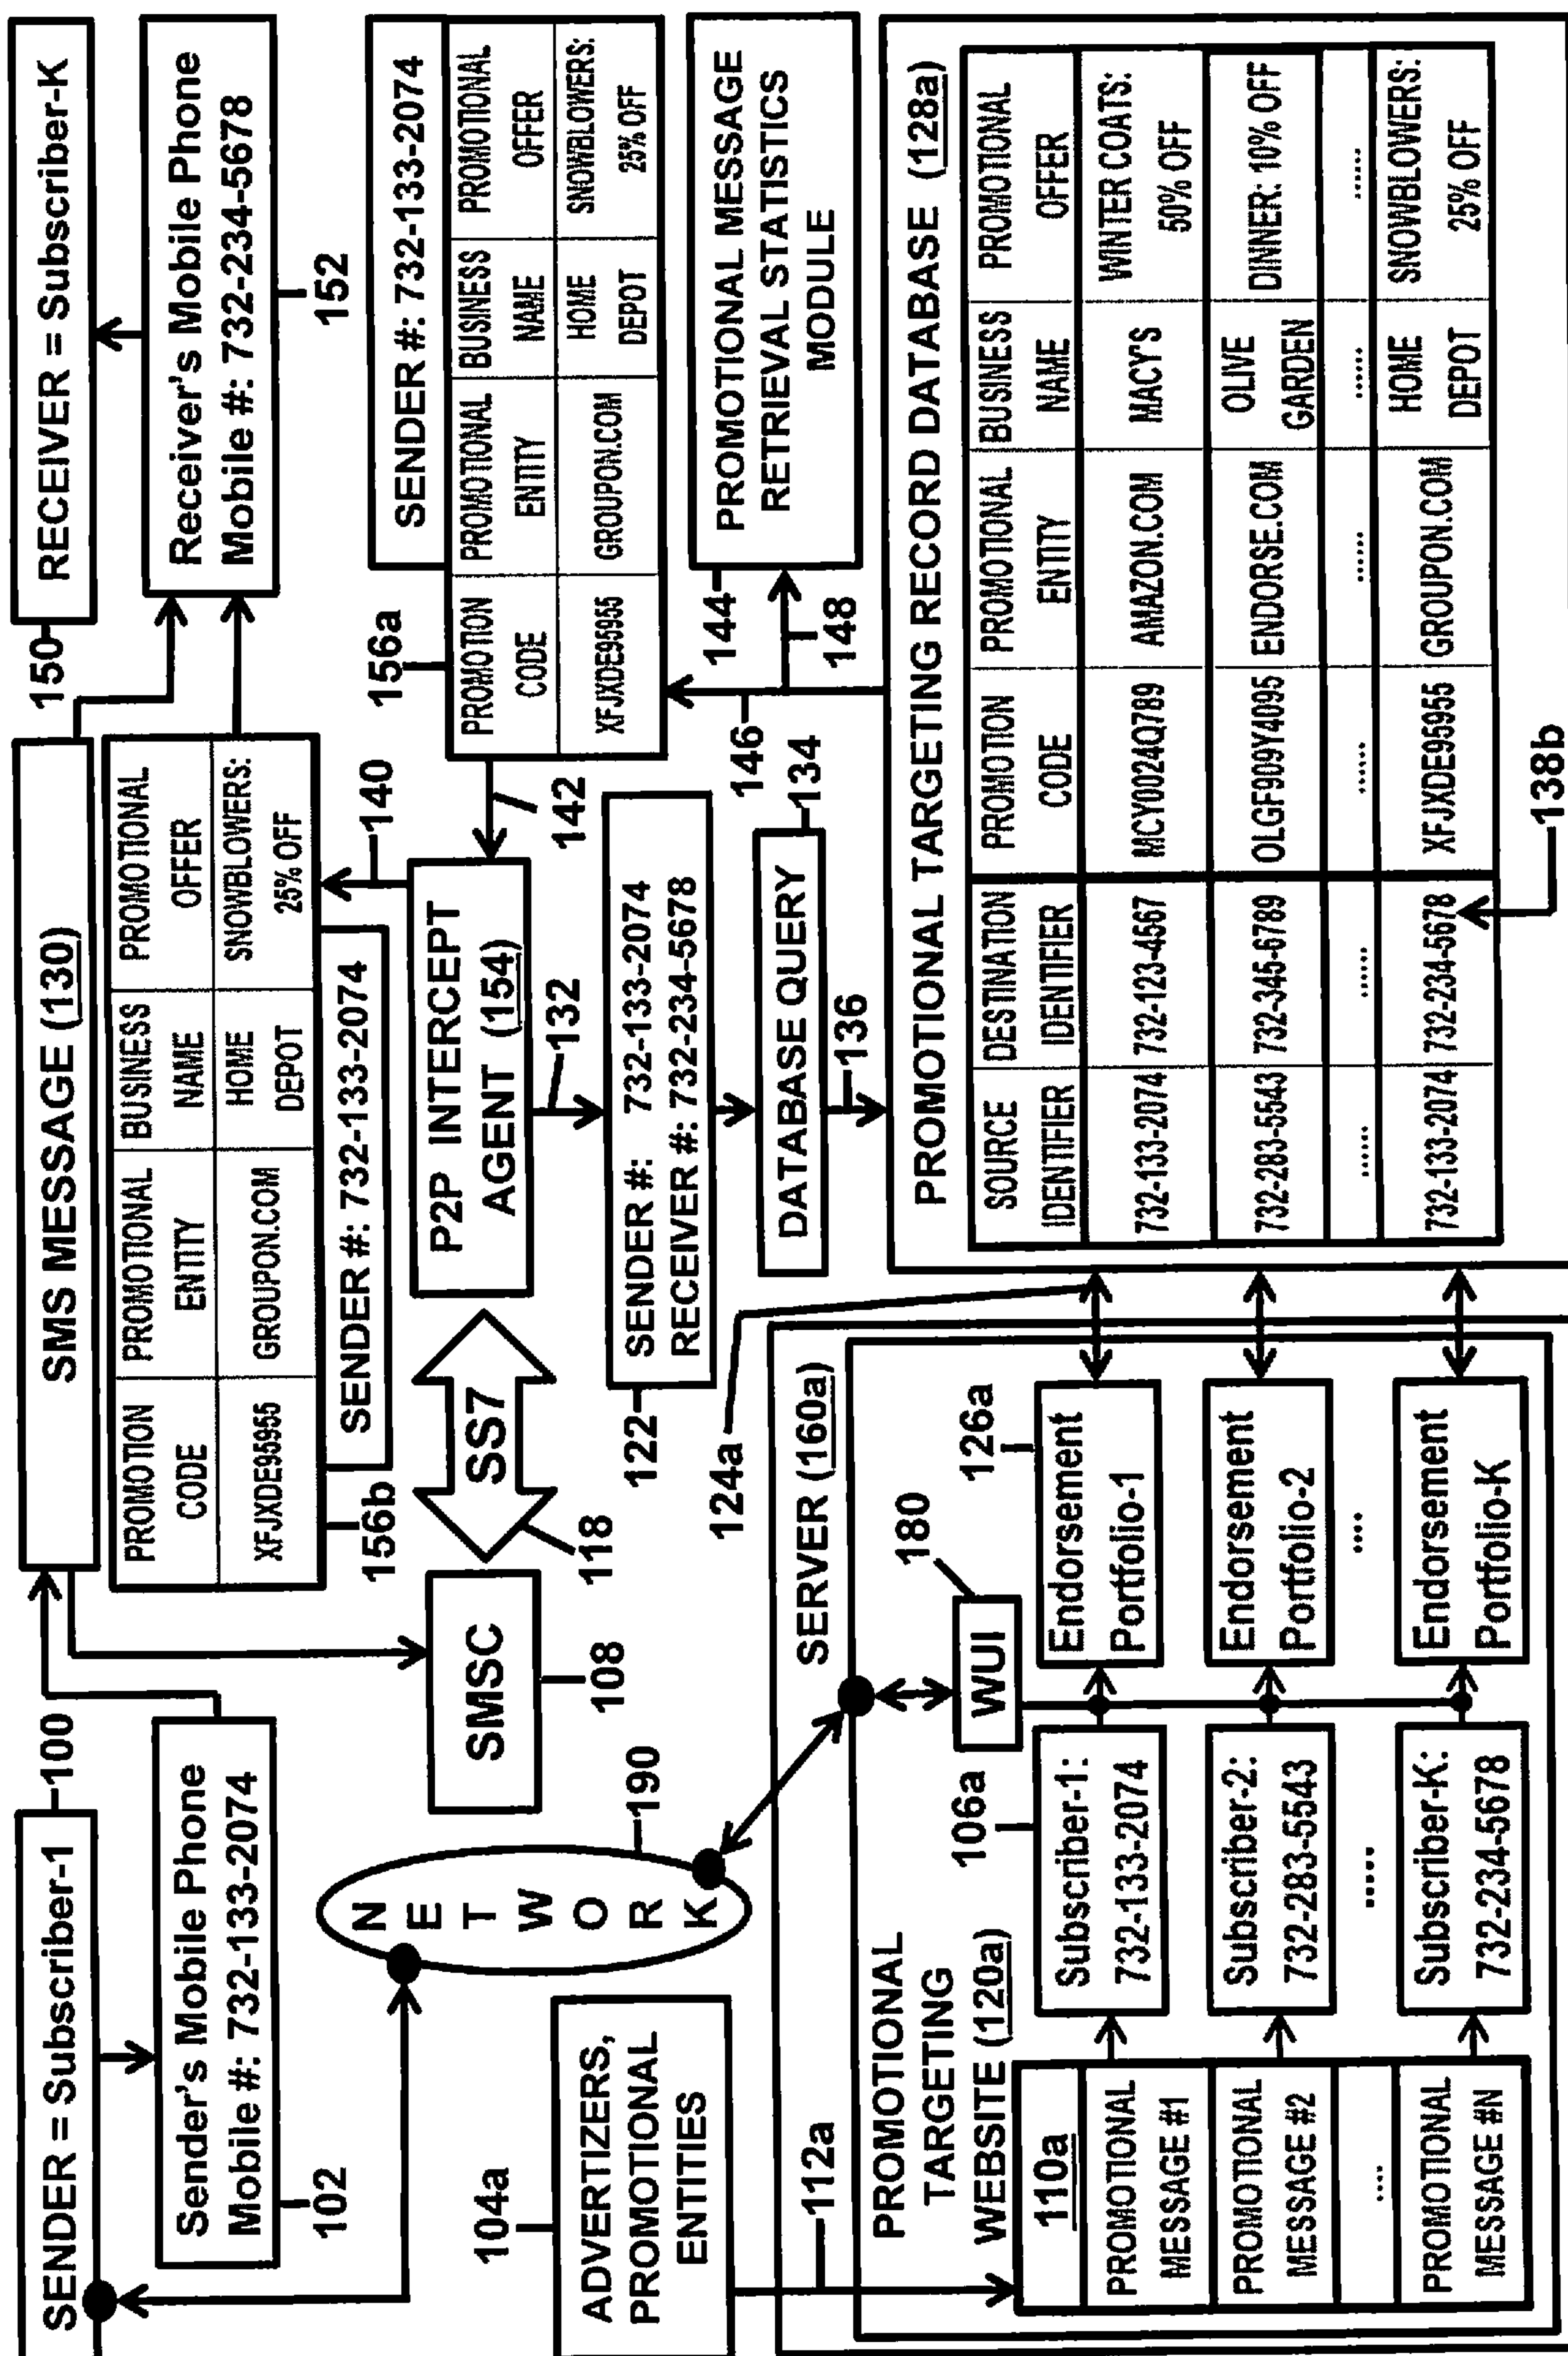 SENDER = Subscriber-1
100
Sender's Mobile Phone
Mobile #: 732-133-2074
102
SMS MESSAGE (130)
PROMOTION CODE
PROMOTIONAL ENTITY
BUSINESS NAME
PROMOTIONAL OFFER
XFJXDE95955
GROUPON.COM
HOME DEPOT
SNOWBLOWERS: 25% OFF
SENDER #: 732-133-2074
156b
140
RECEIVER = Subscriber-K
150
Receiver's Mobile Phone
Mobile #: 732-234-5678
152
NETWORK
190
SMSC
108
SS7
118
P2P INTERCEPT
AGENT (154)
142
132
156a
SENDER #: 732-133-2074
PROMOTION CODE
PROMOTIONAL ENTITY
BUSINESS NAME
PROMOTIONAL OFFER
XFJXDE95955
GROUPON.COM
HOME DEPOT
SNOWBLOWERS: 25% OFF
SENDER #: 732-133-2074
RECEIVER #: 732-234-5678
122
DATABASE QUERY
134
136
146
148
144
PROMOTIONAL MESSAGE
RETRIEVAL STATISTICS
MODULE
104a
ADVERTIZERS,
PROMOTIONAL
ENTITIES
112a
SERVER (160a)
PROMOTIONAL
TARGETING
WEBSITE (120a)
180
WUI
110a
PROMOTIONAL
MESSAGE #1
PROMOTIONAL
MESSAGE #2
....
PROMOTIONAL
MESSAGE #N
106a
Subscriber-1:
732-133-2074
Subscriber-2:
732-283-5543
.....
Subscriber-K:
732-234-5678
126a
Endorsement
Portfolio-1
Endorsement
Portfolio-2
....
Endorsement
Portfolio-K
124a
PROMOTIONAL TARGETING RECORD DATABASE (128a)
SOURCE DESTINATION PROMOTION PROMOTIONAL BUSINESS PROMOTIONAL
IDENTIFIER IDENTIFIER CODE ENTITY NAME OFFER
732-133-2074 732-123-4567 MCY0024Q789 AMAZON.COM MACY'S WINTER COATS: 50% OFF
732-283-5543 732-345-6789 OLGF909Y4095 ENDORSE.COM OLIVE GARDEN DINNER: 10% OFF
...... ...... ...... ...... ...... ......
732-133-2074 732-234-5678 XFJXDE95955 GROUPON.COM HOME DEPOT SNOWBLOWERS: 25% OFF
138b